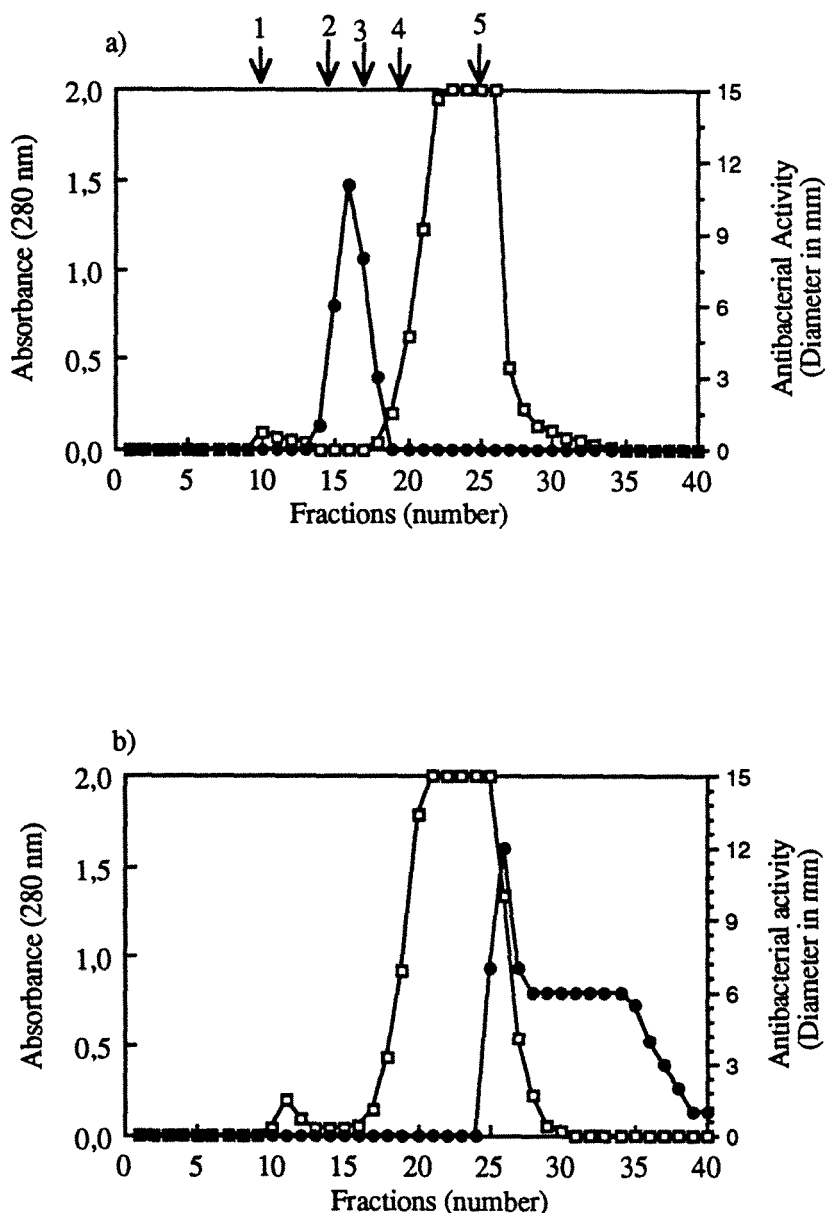 a)
1 2 3 4 5
2,0
1,5
1,0
0,5
0,0
Absorbance (280 nm)
15
12
9
6
3
0
Antibacterial Activity
(Diameter in mm)
0 5 10 15 20 25 30 35 40
Fractions (number)
b)
2,0
1,5
1,0
0,5
0,0
Absorbance (280 nm)
15
12
9
6
3
0
Antibacterial activity
(Diameter in mm)
0 5 10 15 20 25 30 35 40
Fractions (number)